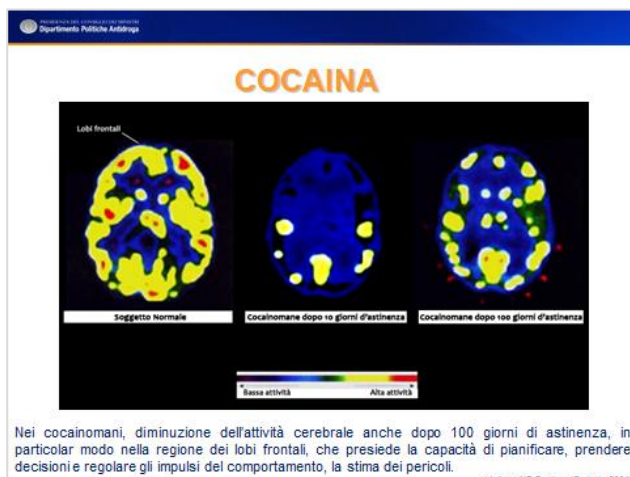 PRESIDENZA DEL CONSIGLIO DEI MINISTRI
Dipartimento Politiche Antidroga
COCAINA
Lobi frontali
Soggetto Normale
Cocainomane dopo 10 giorni d'astinenza
Cocainomane dopo 100 giorni d'astinenza
Bassa attività
Alta attività
Nei cocainomani, diminuzione dell'attività cerebrale anche dopo 100 giorni di astinenza, in
particolar modo nella regione dei lobi frontali, che presiede la capacità di pianificare, prendere
decisioni e regolare gli impulsi del comportamento, la stima dei pericoli.